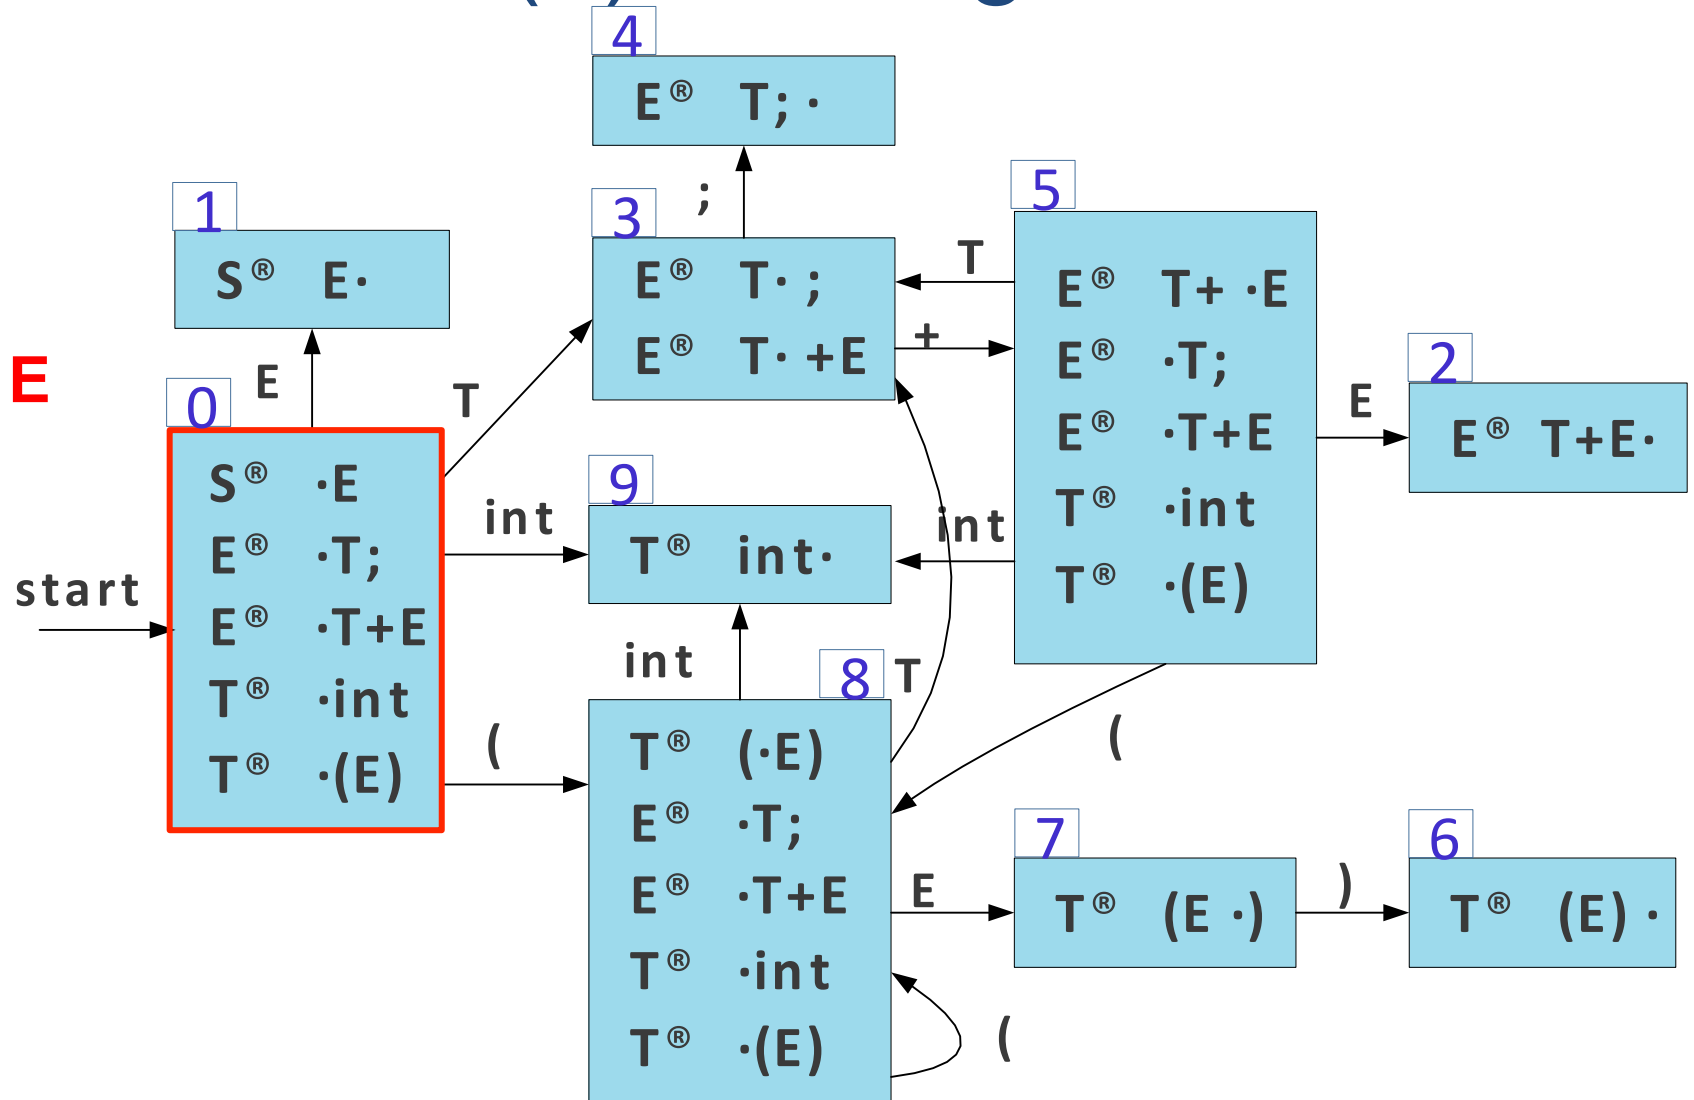 4
E® T; ·
;
1
S® E·
E
3
E® T· ;
E® T· +E
T
+
5
E® T+ ·E
E® ·T;
E® ·T+E
T® ·int
T® ·(E)
E
2
E® T+E·
E
T
0
S® ·E
E® ·T;
E® ·T+E
T® ·int
T® ·(E)
start
int
9
T® int·
int
int
(
8
T
T® (·E)
E® ·T;
E® ·T+E
T® ·int
T® ·(E)
(
E
7
T® (E ·)
)
6
T® (E) ·
(